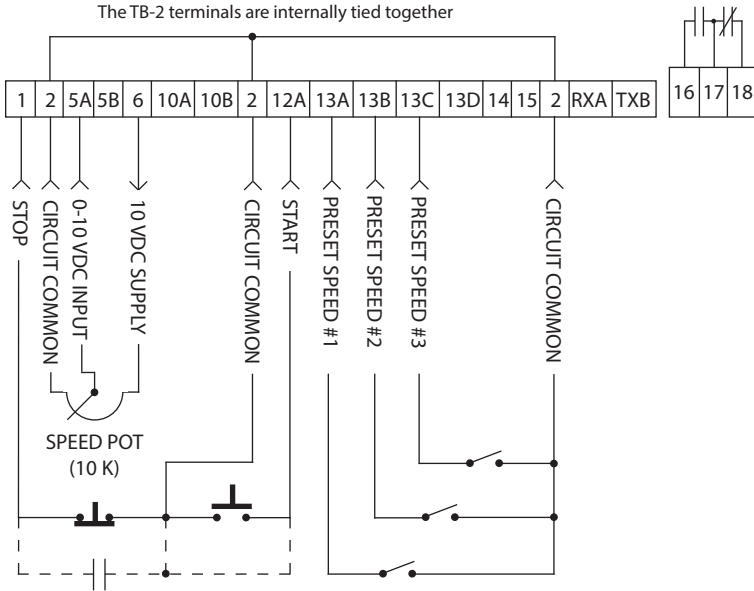 The TB-2 terminals are internally tied together
1 2 5A 5B 6 10A 10B 2 12A 13A 13B 13C 13D 14 15 2 RXA TXB
16 17 18
STOP
CIRCUIT COMMON
0-10 VDC INPUT
10 VDC SUPPLY
CIRCUIT COMMON
START
PRESET SPEED #1
PRESET SPEED #2
PRESET SPEED #3
CIRCUIT COMMON
SPEED POT
(10 K)